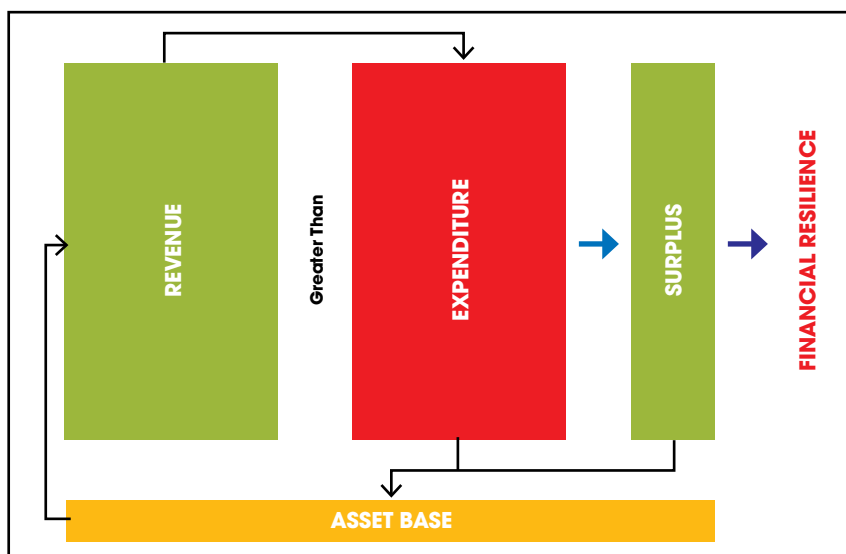 REVENUE
Greater Than
EXPENDITURE
SURPLUS
FINANCIAL RESILIENCE
ASSET BASE